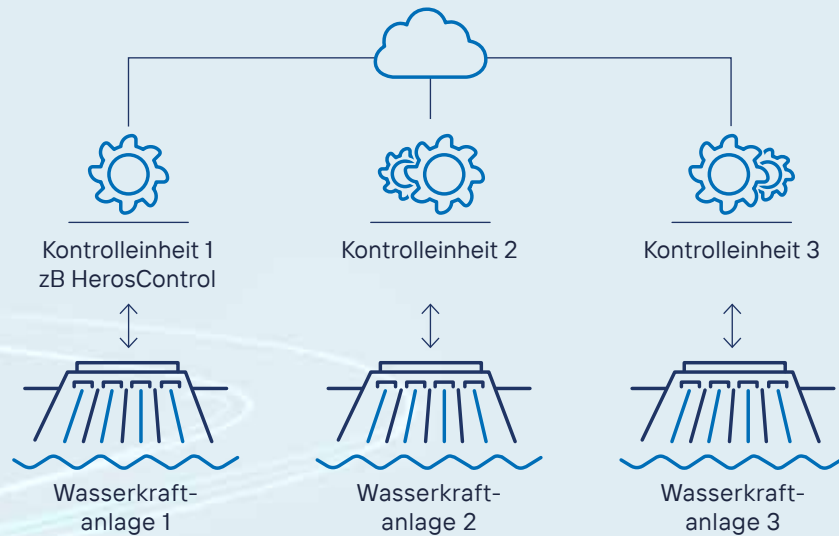 Kontrolleinheit 1
zB HerosControl
Kontrolleinheit 2
Kontrolleinheit 3
Wasserkraft-
anlage 1
Wasserkraft-
anlage 2
Wasserkraft-
anlage 3